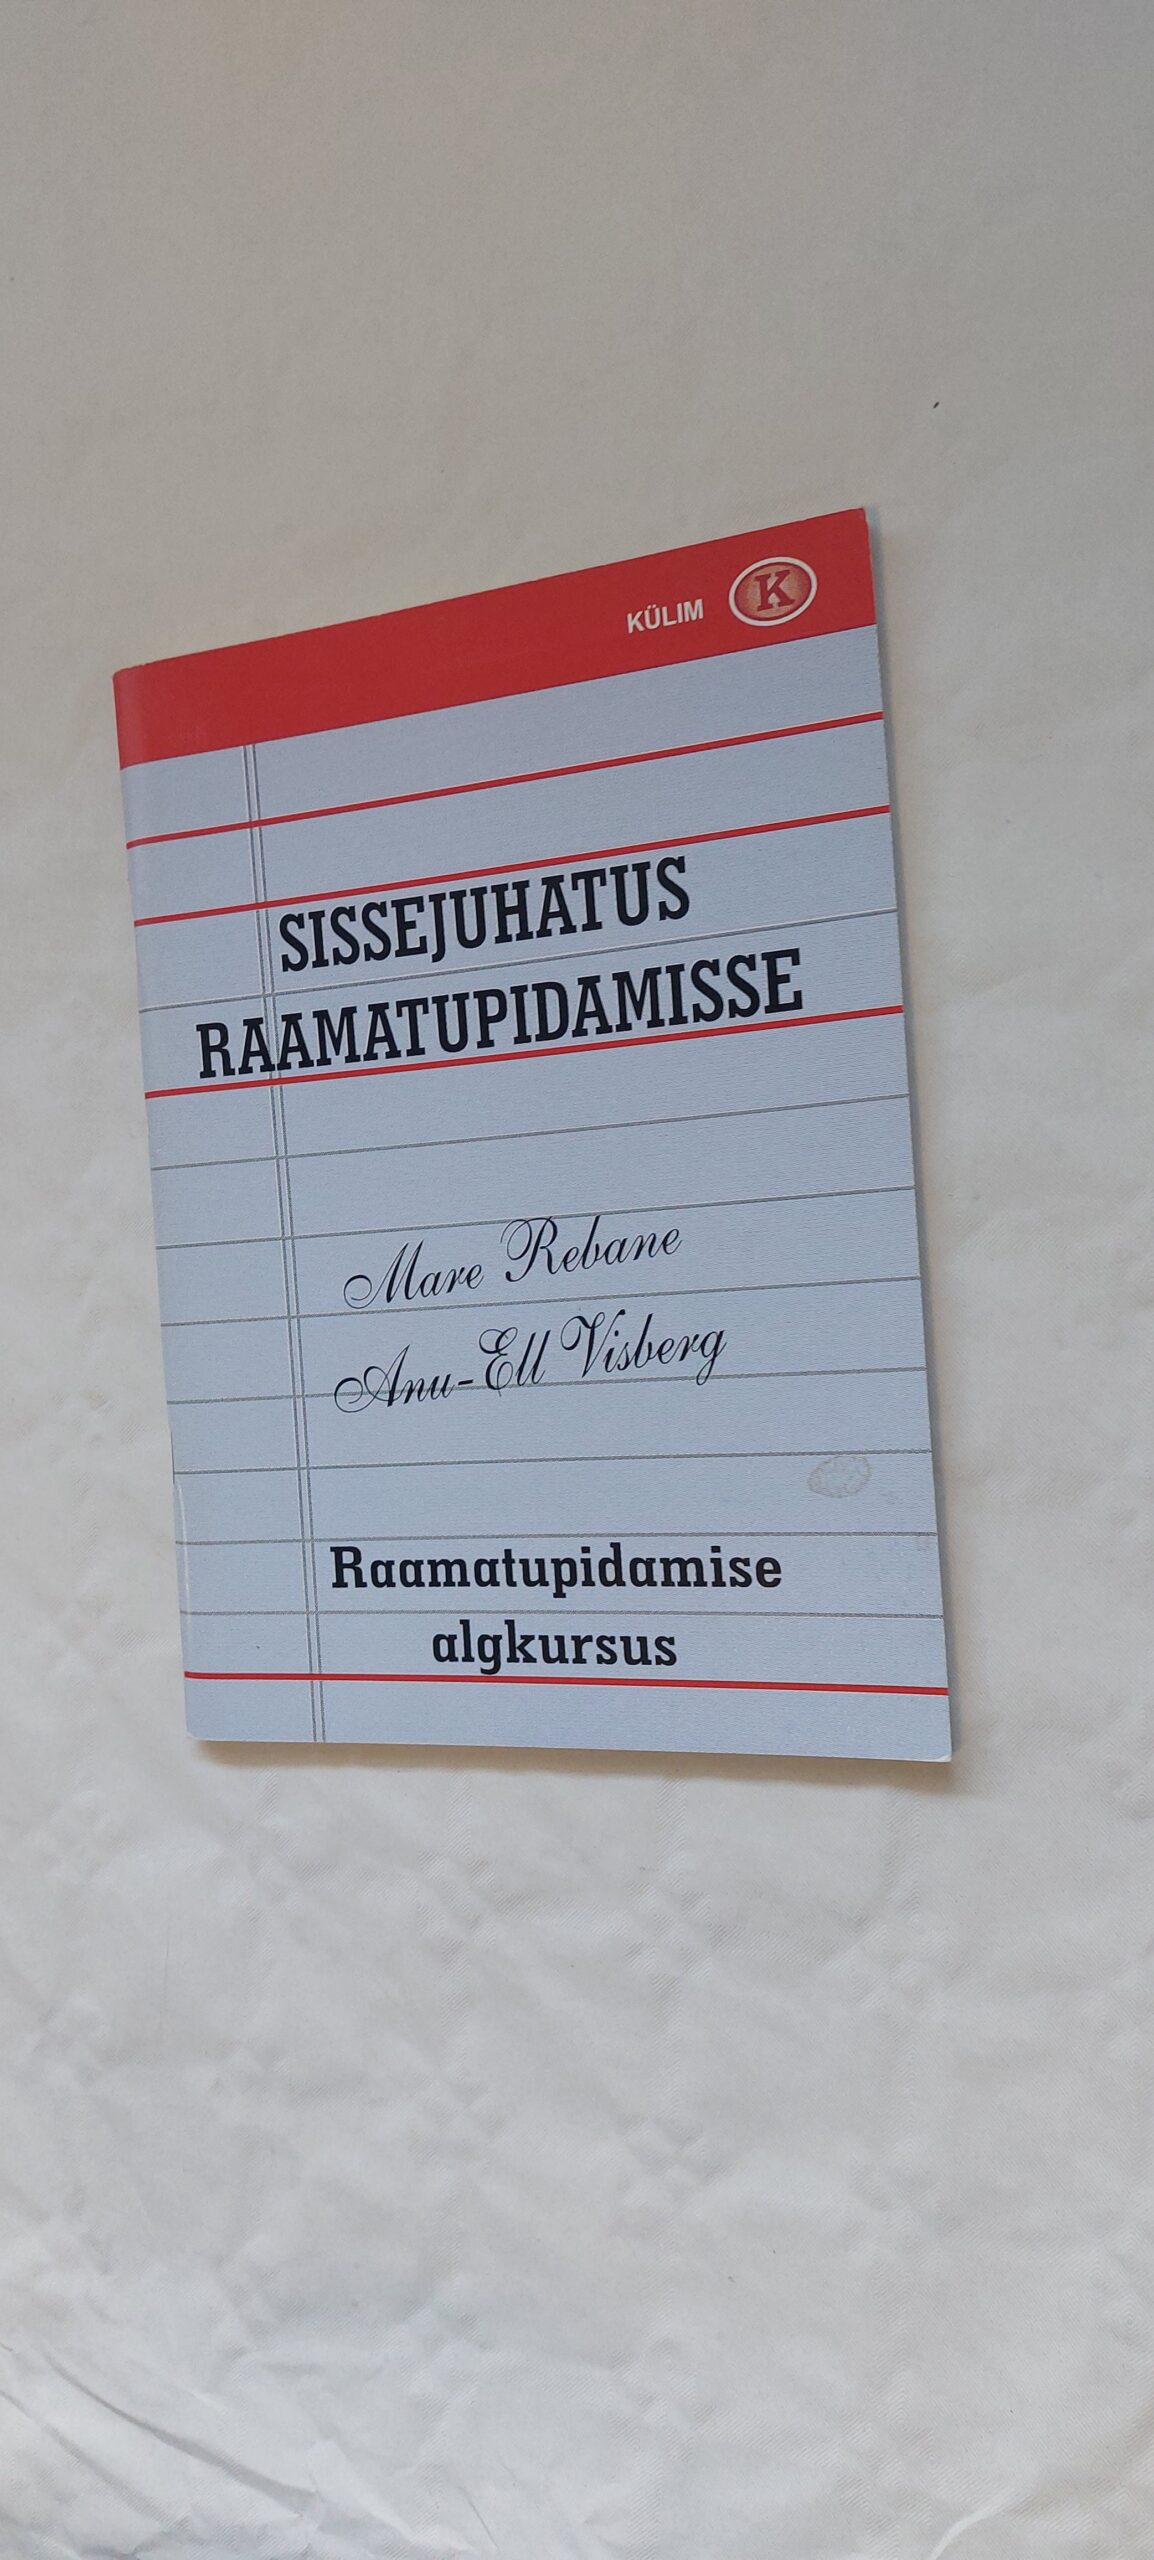 KÜLIM
K
SISSEJUHATUS
RAAMATUPIDAMISSE
Mare Rebane
Anu-Ell Visberg
Raamatupidamise
algkursus